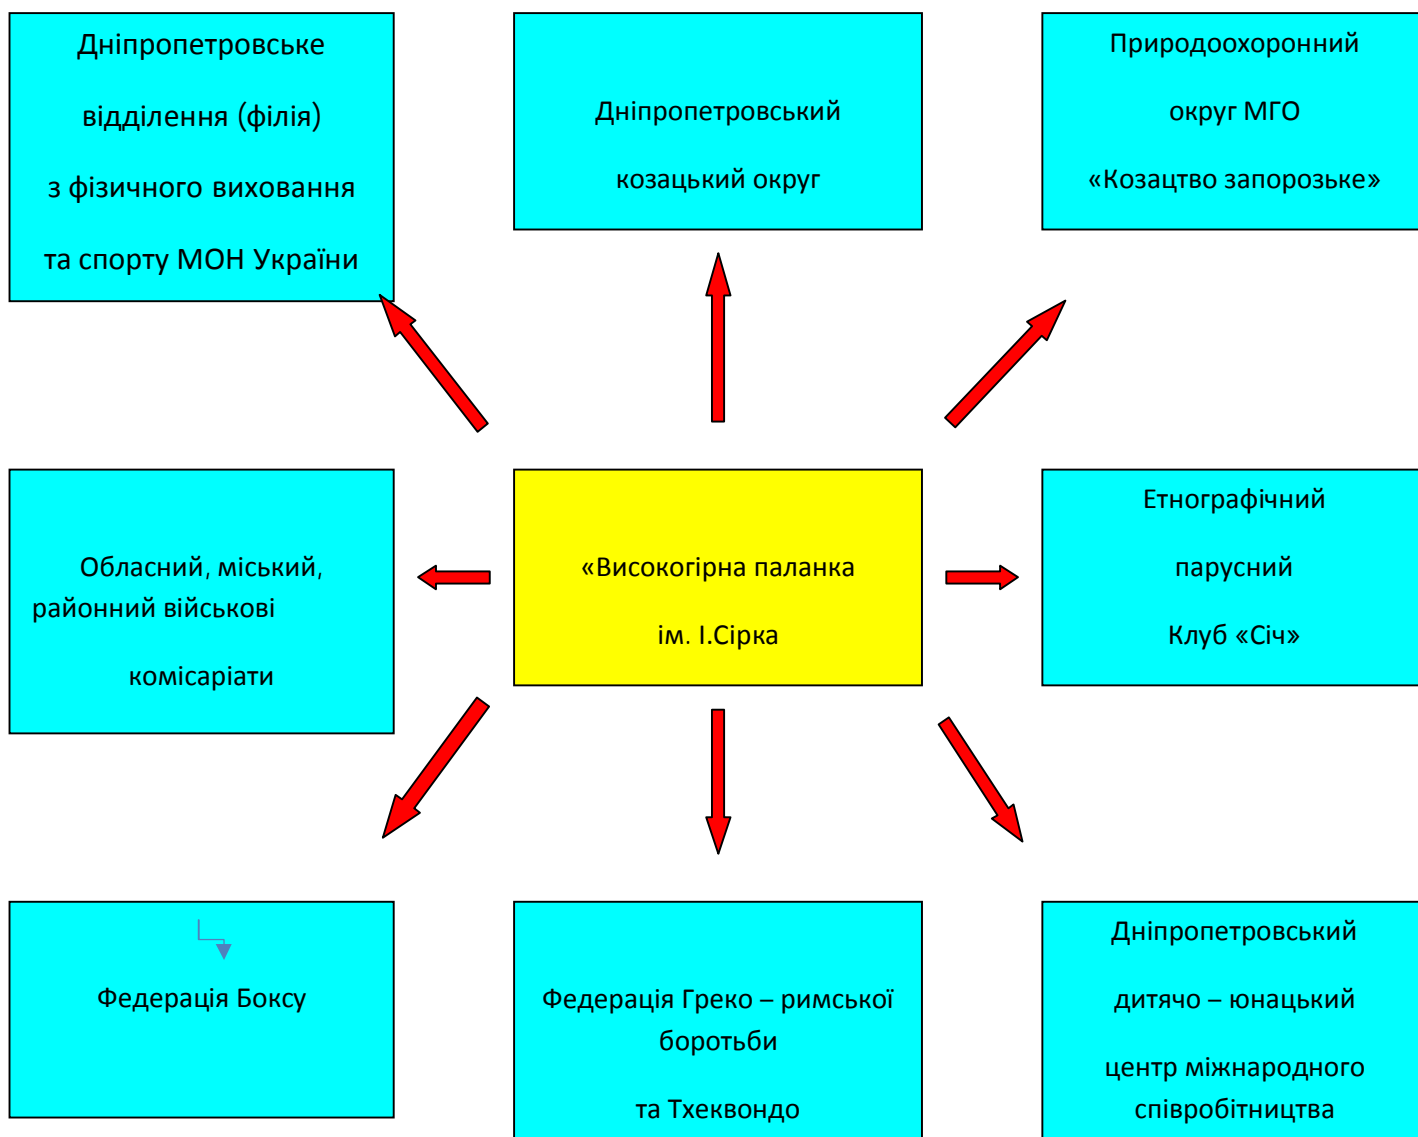 Дніпропетровське
відділення (філія)
з фізичного виховання
та спорту МОН України
Дніпропетровський
козацький округ
Природоохоронний
округ МГО
«Козацтво запорозьке»
Обласний, міський,
районний військові
комісаріати
«Високогірна паланка
ім. І.Сірка
Етнографічний
парусний
Клуб «Січ»
Федерація Боксу
Федерація Греко – римської
боротьби
та Тхеквондо
Дніпропетровський
дитячо – юнацький
центр міжнародного
співробітництва